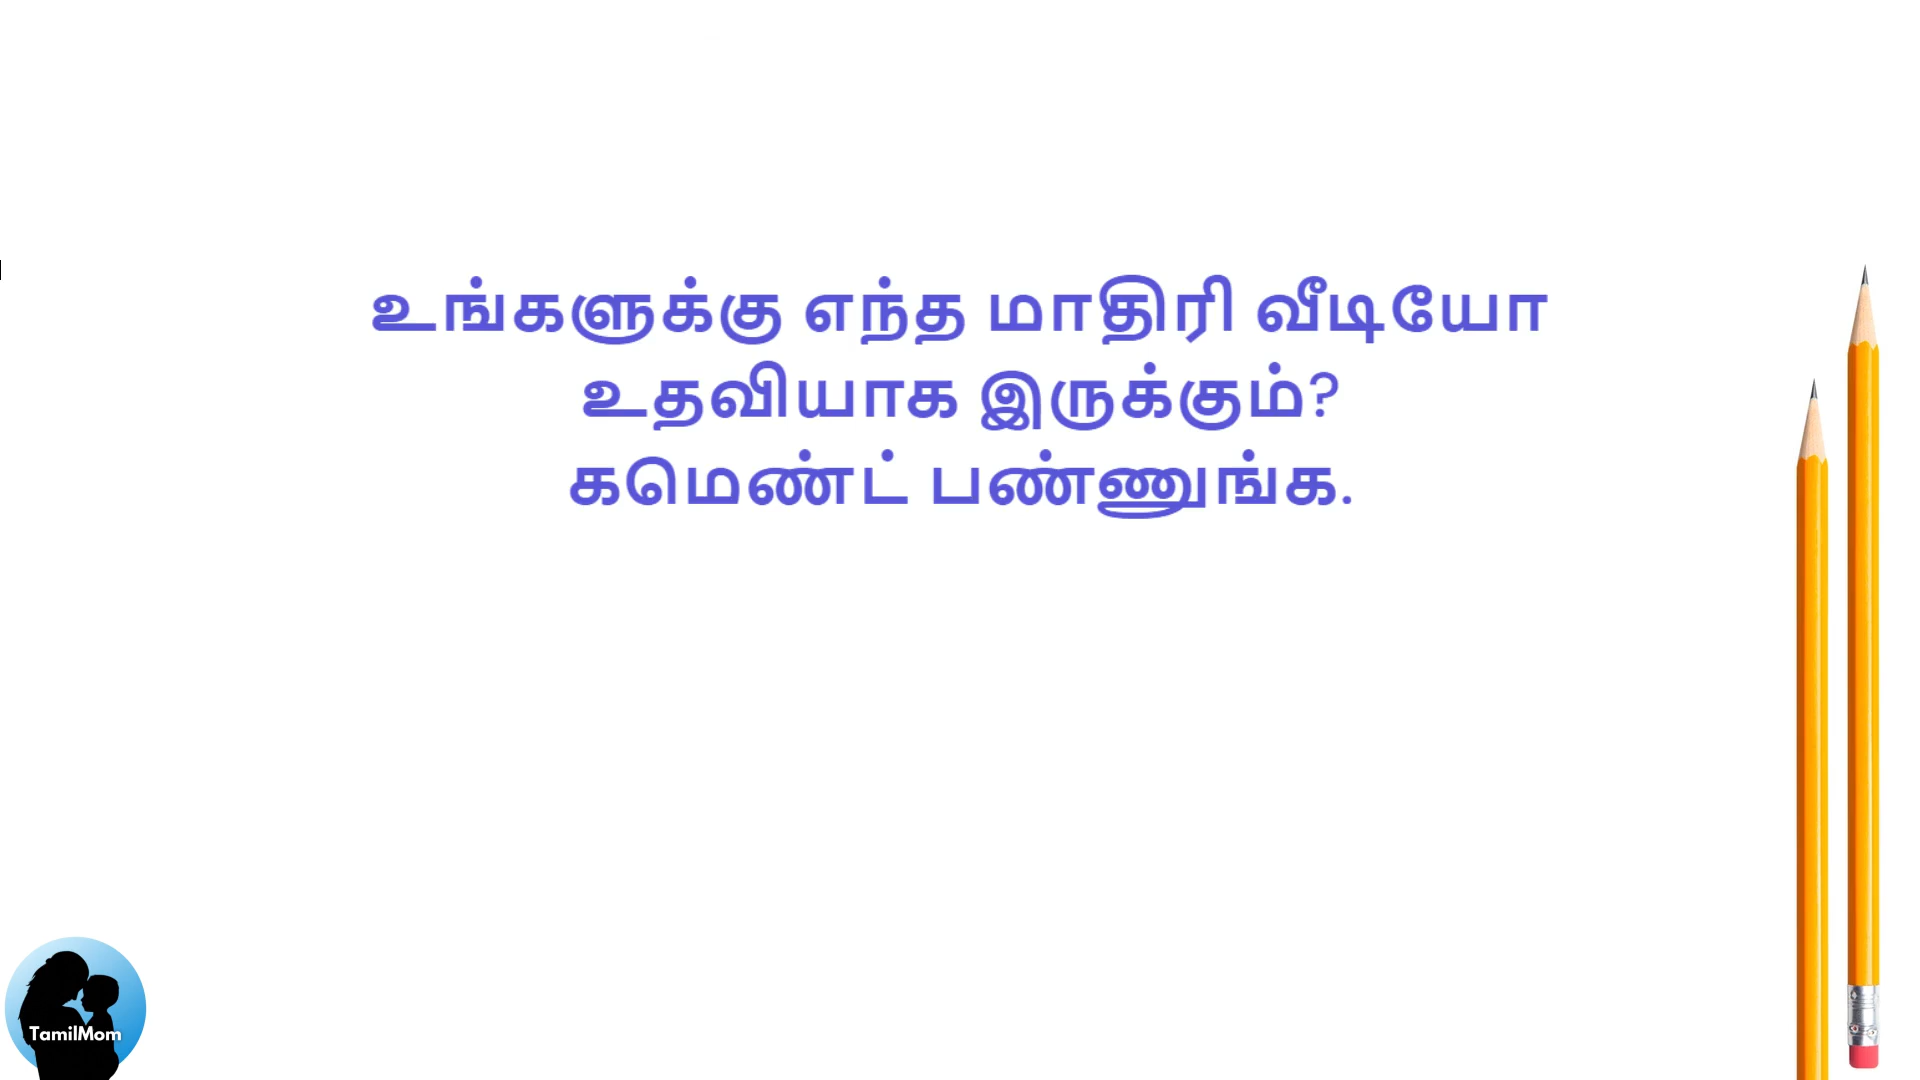 உங்களுக்கு எந்த மாதிரி வீடியோ
உதவியாக இருக்கும்?
கமெண்ட் பண்ணுங்க.
TamilMom